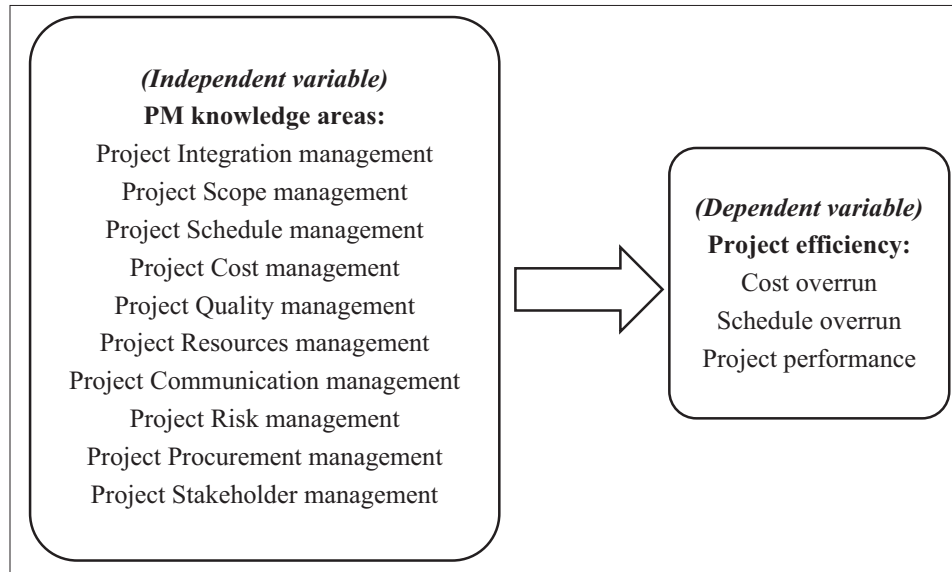 (Independent variable)
PM knowledge areas:
Project Integration management
Project Scope management
Project Schedule management
Project Cost management
Project Quality management
Project Resources management
Project Communication management
Project Risk management
Project Procurement management
Project Stakeholder management
(Dependent variable)
Project efficiency:
Cost overrun
Schedule overrun
Project performance